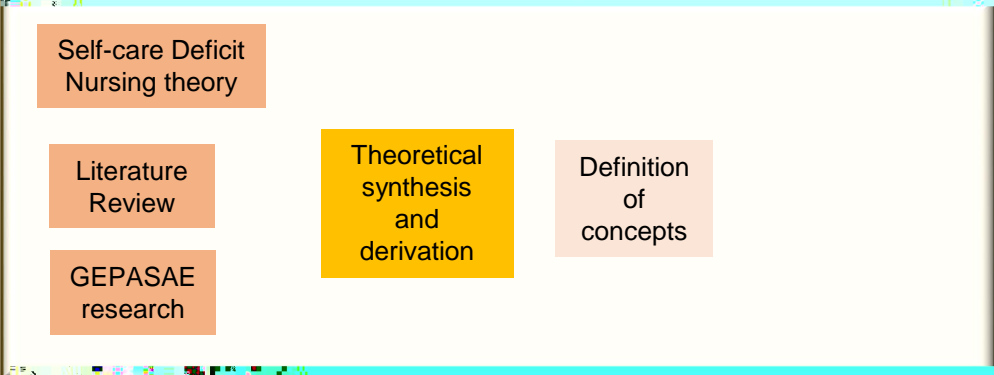 Self-care Deficit
Nursing theory
Literature
Review
GEPASAE
research
Theoretical
synthesis
and
derivation
Definition
of
concepts